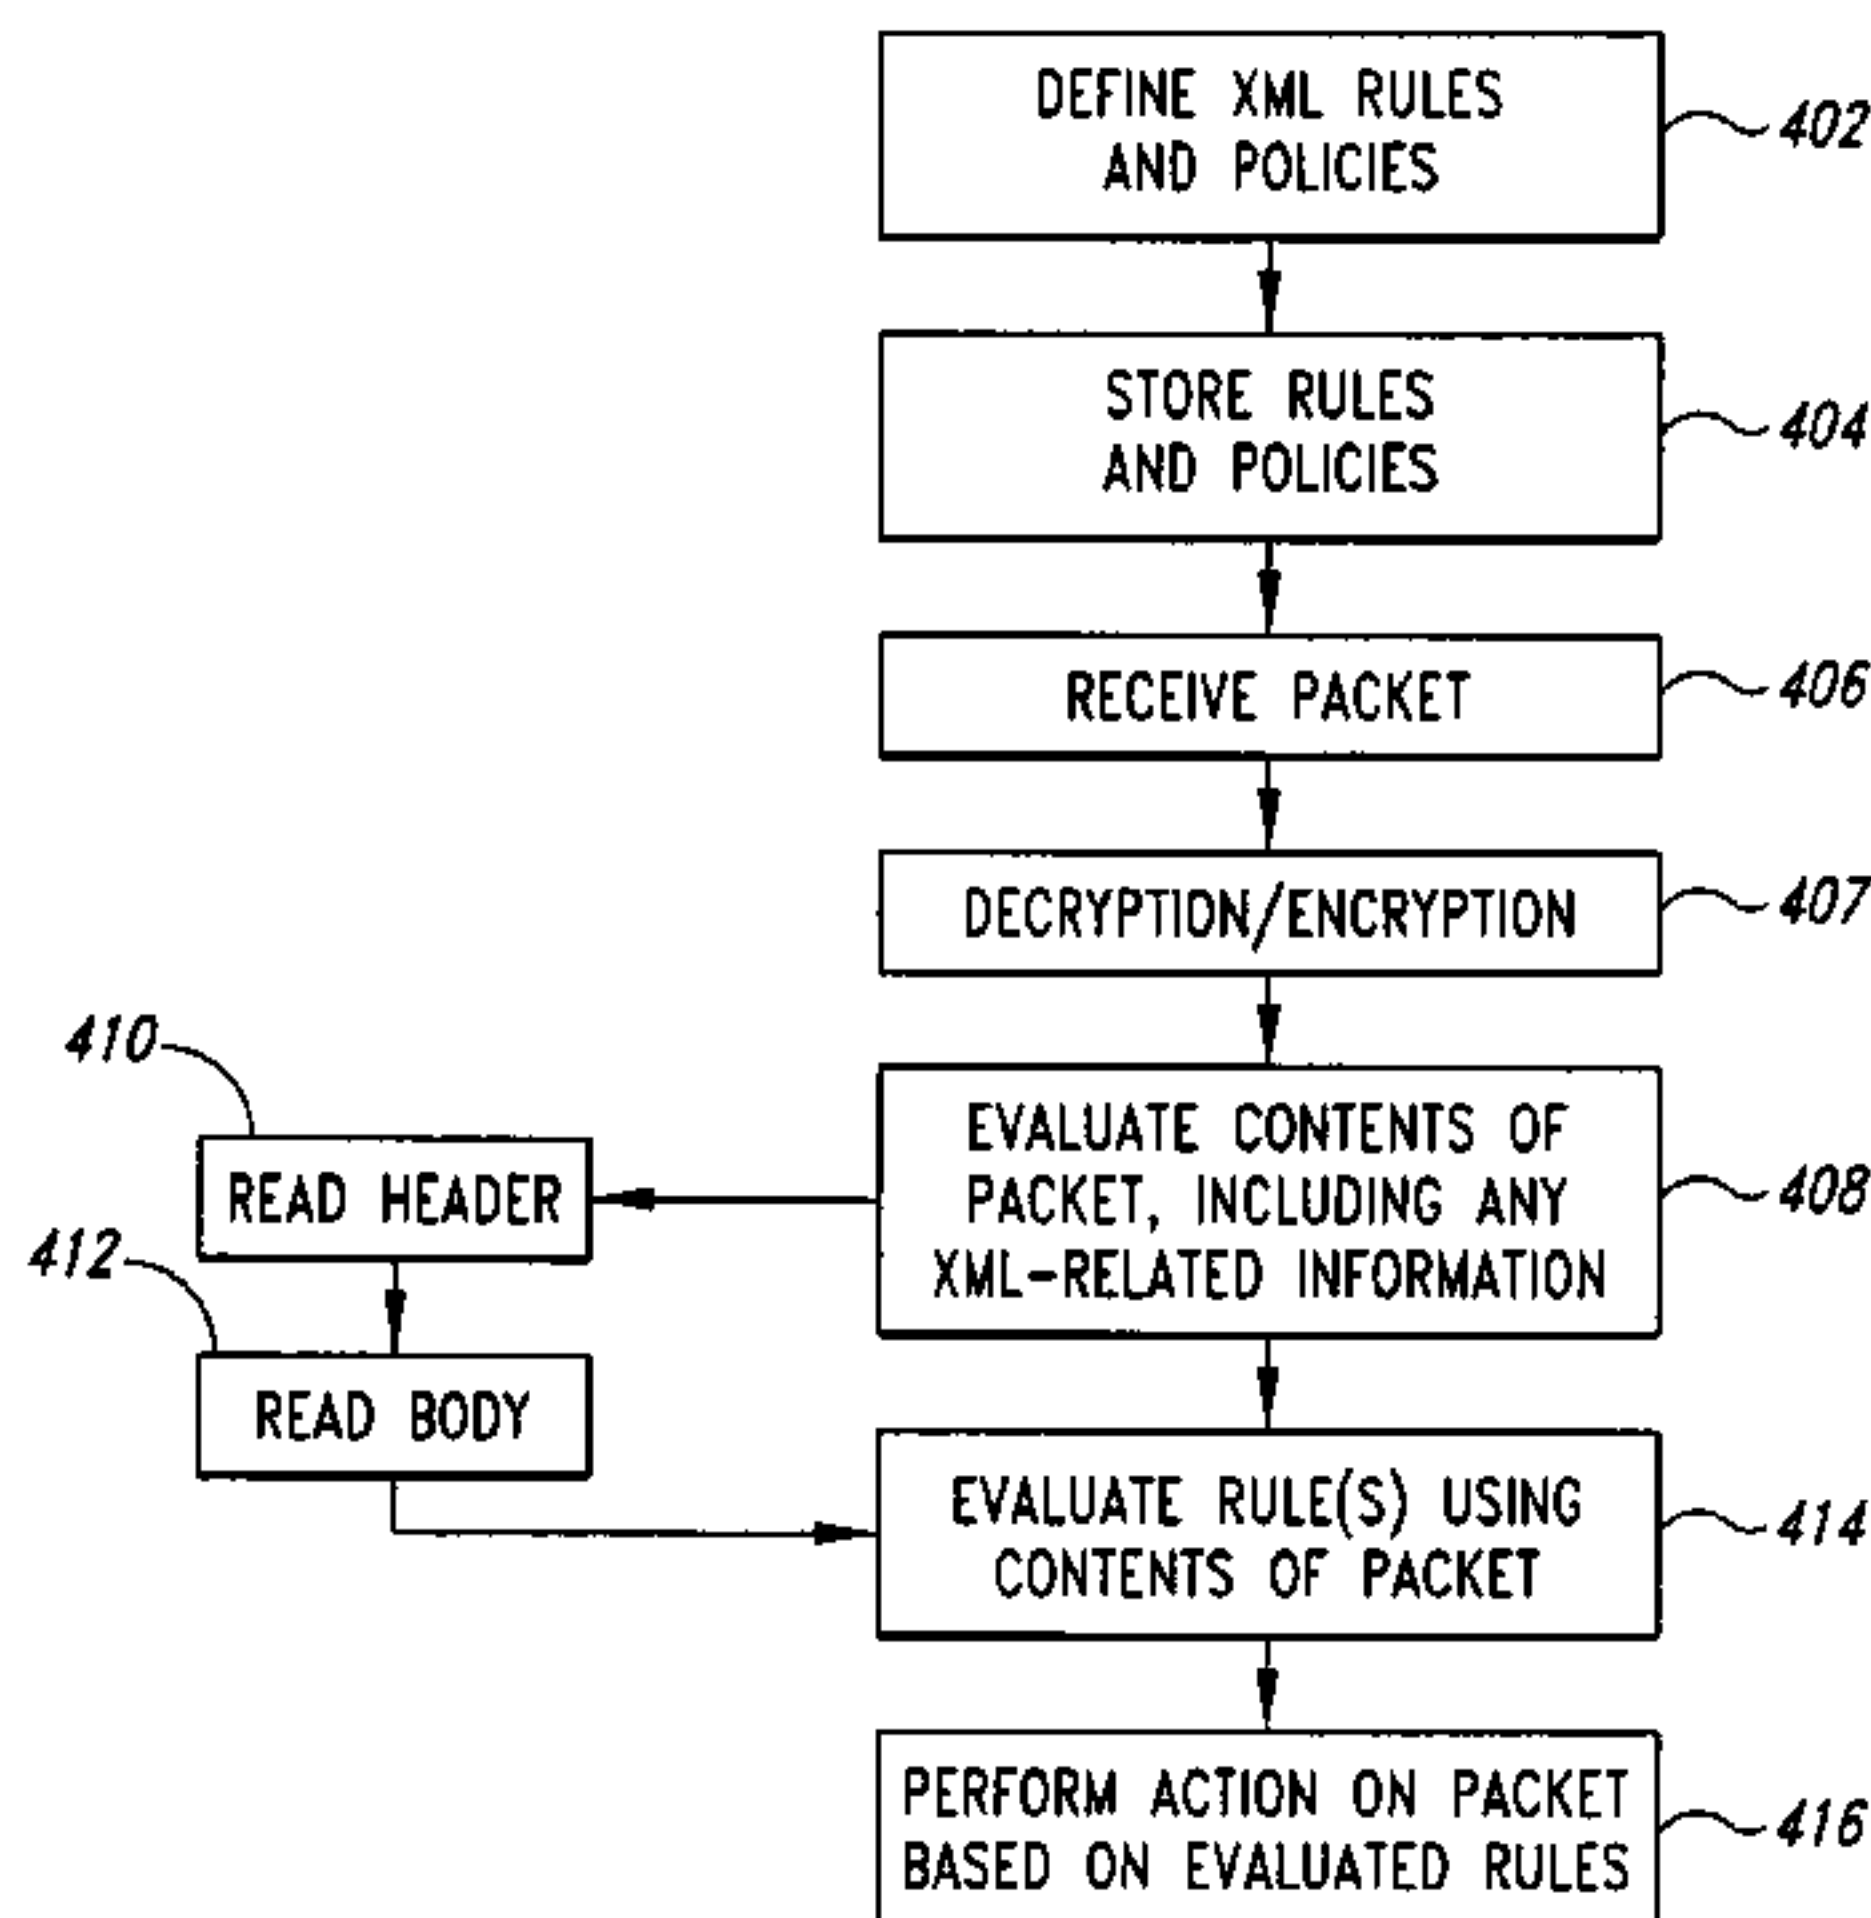 DEFINE XML RULES
AND POLICIES
402
STORE RULES
AND POLICIES
404
RECEIVE PACKET
406
DECRYPTION/ENCRYPTION
407
410
READ HEADER
412
READ BODY
EVALUATE CONTENTS OF
PACKET, INCLUDING ANY
XML-RELATED INFORMATION
408
EVALUATE RULE(S) USING
CONTENTS OF PACKET
414
PERFORM ACTION ON PACKET
BASED ON EVALUATED RULES
416